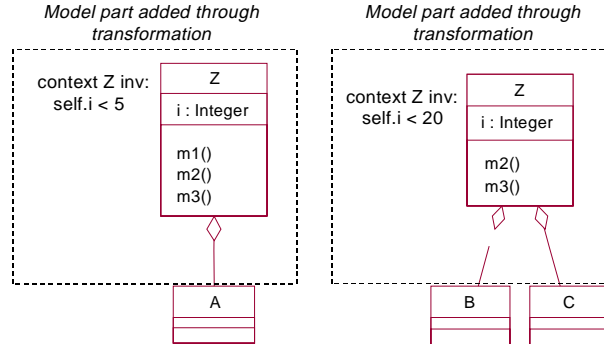 Model part added through
transformation
context Z inv:
self.i < 5
Z
i : Integer
m1()
m2()
m3()
A
Model part added through
transformation
context Z inv:
self.i < 20
Z
i : Integer
m2()
m3()
B
C